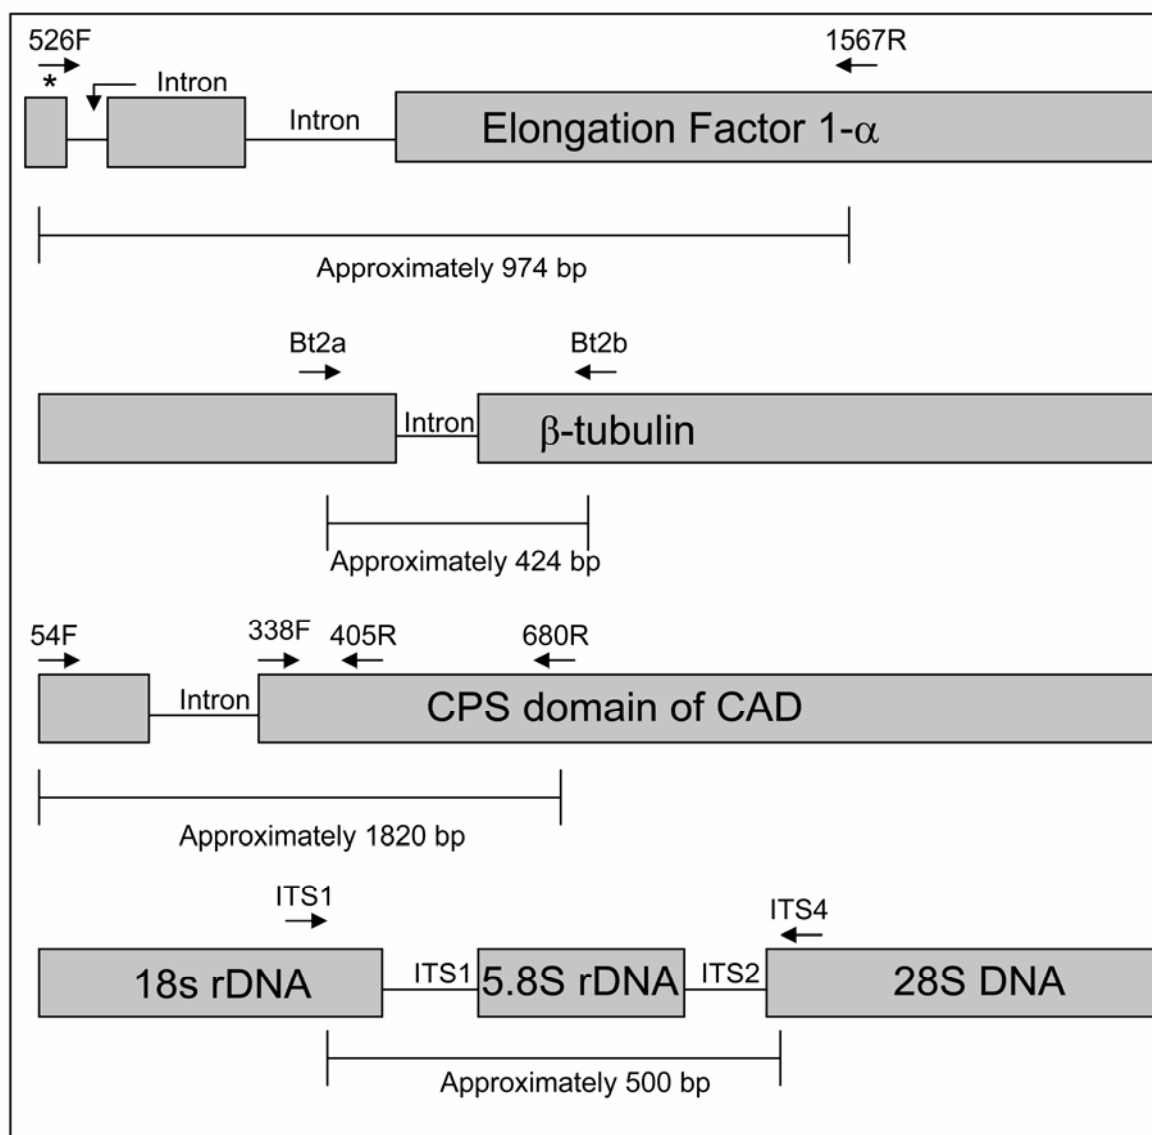 526F
1567R
*
Intron
Intron
Elongation Factor 1-α
Approximately 974 bp
Bt2a
Bt2b
Intron
β-tubulin
Approximately 424 bp
54F
338F
405R
680R
Intron
CPS domain of CAD
Approximately 1820 bp
ITS1
ITS4
18s rDNA
ITS1
5.8S rDNA
ITS2
28S DNA
Approximately 500 bp